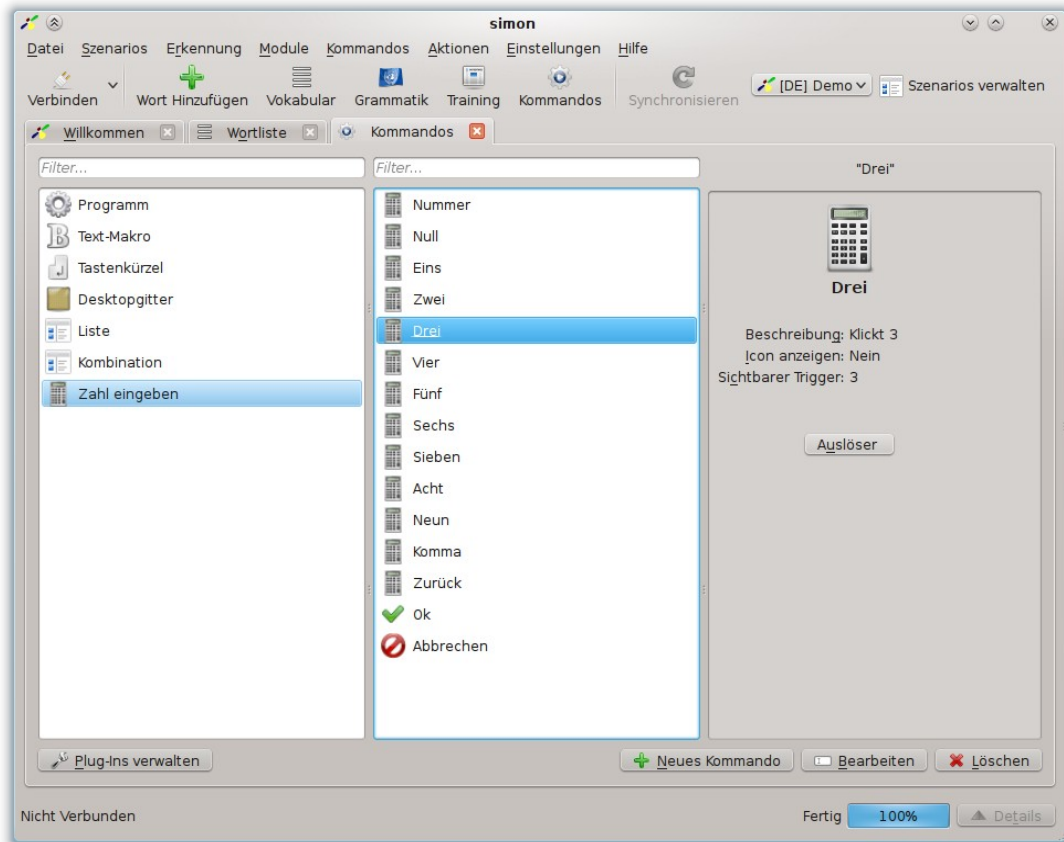 simon
Datei Szenarios Erkennung Module Kommandos Aktionen Einstellungen Hilfe
Verbinden Wort Hinzufügen Vokabular Grammatik Training Kommandos Synchronisieren [DE] Demo Szenarios verwalten
Willkommen Wortliste Kommandos
Filter... Filter... "Drei"
Programm
Text-Makro
Tastenkürzel
Desktopgitter
Liste
Kombination
Zahl eingeben
Nummer
Null
Eins
Zwei
Drei
Vier
Fünf
Sechs
Sieben
Acht
Neun
Komma
Zurück
Ok
Abbrechen
Drei
Beschreibung: Klickt 3
Icon anzeigen: Nein
Sichtbarer Trigger: 3
Auslöser
Plug-Ins verwalten Neues Kommando Bearbeiten Löschen
Nicht Verbunden Fertig 100% Details